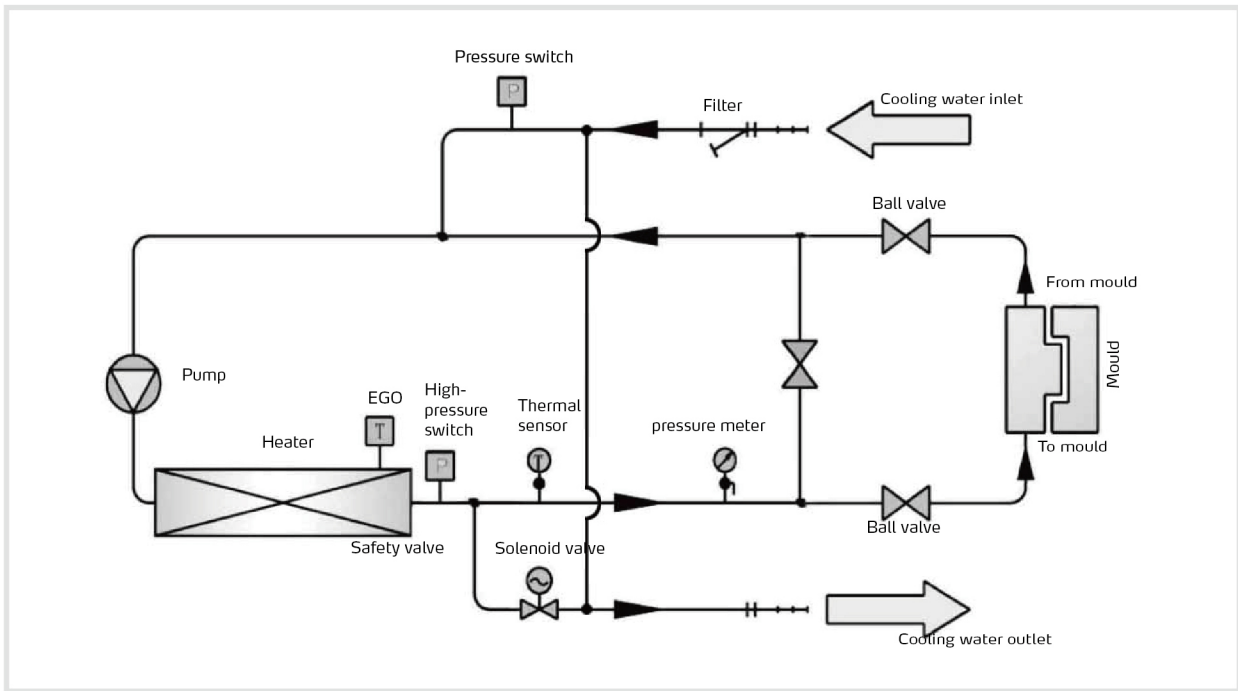 Pressure switch
P
Filter
Cooling water inlet
Ball valve
From mould
Mould
To mould
Pump
EGO
T
High-
pressure
switch
P
Thermal
sensor
T
pressure meter
Heater
Safety valve
Solenoid valve
Ball valve
Cooling water outlet